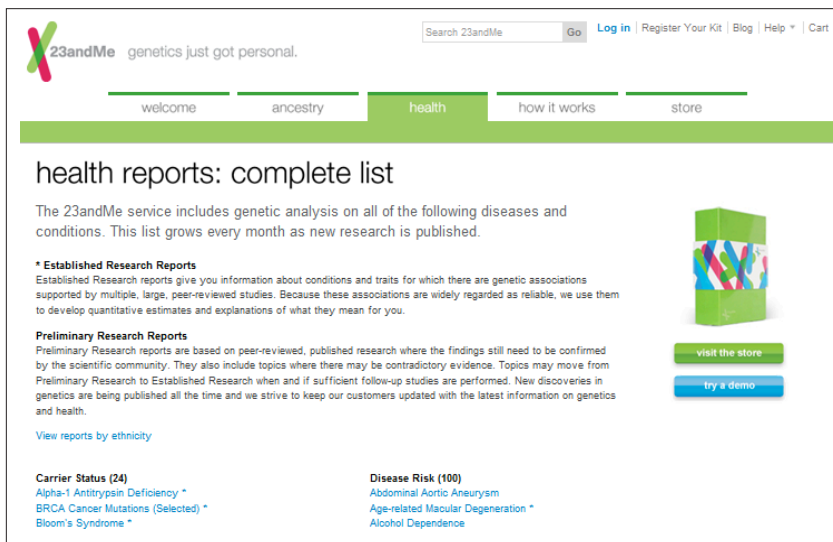 Search 23andMe Go Log in Register Your Kit Blog Help Cart
23andMe genetics just got personal.
welcome ancestry health how it works store
health reports: complete list
The 23andMe service includes genetic analysis on all of the following diseases and
conditions. This list grows every month as new research is published.
* Established Research Reports
Established Research reports give you information about conditions and traits for which there are genetic associations
supported by multiple, large, peer-reviewed studies. Because these associations are widely regarded as reliable, we use them
to develop quantitative estimates and explanations of what they mean for you.
Preliminary Research Reports
Preliminary Research reports are based on peer-reviewed, published research where the findings still need to be confirmed
by the scientific community. They also include topics where there may be contradictory evidence. Topics may move from
Preliminary Research to Established Research when and if sufficient follow-up studies are performed. New discoveries in
genetics are being published all the time and we strive to keep our customers updated with the latest information on genetics
and health.
View reports by ethnicity
visit the store
try a demo
Carrier Status (24)
Alpha-1 Antitrypsin Deficiency *
BRCA Cancer Mutations (Selected) *
Bloom's Syndrome *
Disease Risk (100)
Abdominal Aortic Aneurysm
Age-related Macular Degeneration *
Alcohol Dependence